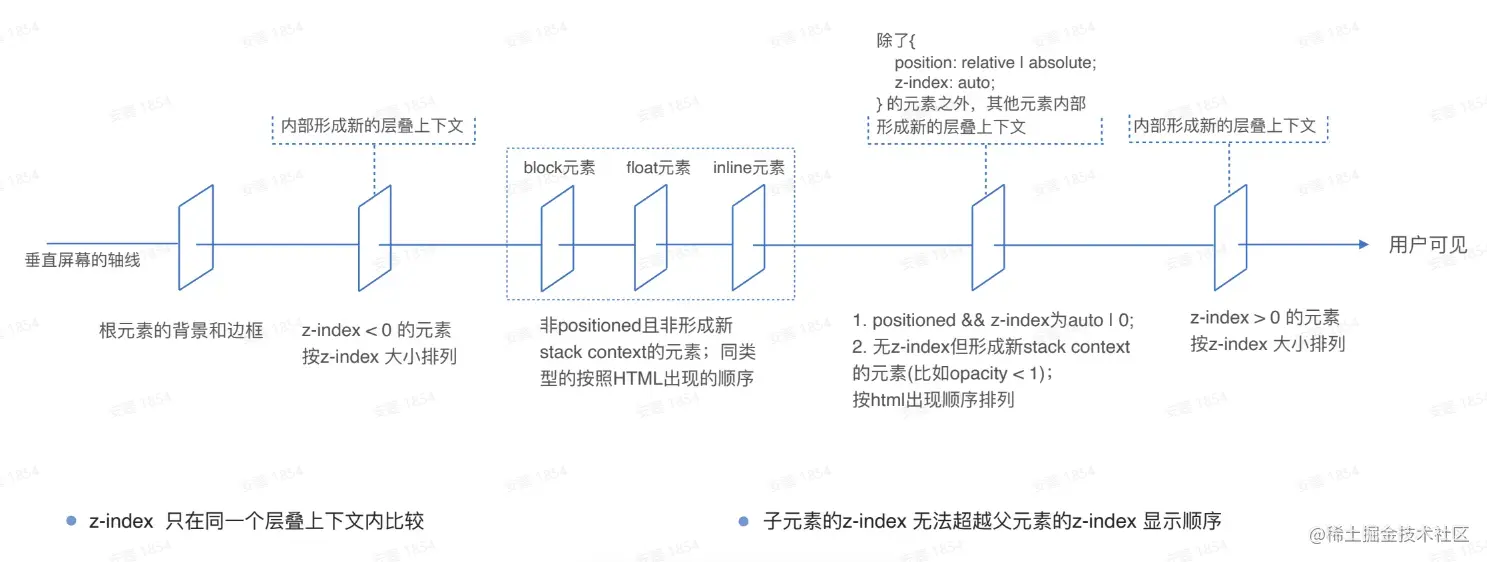 除了{
position: relative | absolute;
z-index: auto;
} 的元素之外，其他元素内部
形成新的层叠上下文
内部形成新的层叠上下文
内部形成新的层叠上下文
block元素
float元素
inline元素
垂直屏幕的轴线
用户可见
根元素的背景和边框
z-index < 0 的元素
按z-index 大小排列
非positioned且非形成新
stack context的元素；同类
型的按照HTML出现的顺序
1. positioned && z-index为auto | 0;
2. 无z-index但形成新stack context
的元素(比如opacity < 1)；
按html出现顺序排列
z-index > 0 的元素
按z-index 大小排列
z-index 只在同一个层叠上下文内比较
子元素的z-index 无法超越父元素的z-index 显示顺序
@稀土掘金技术社区